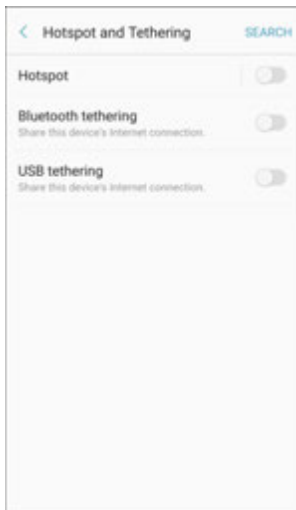 Hotspot and Tethering SEARCH
Hotspot
Bluetooth tethering
Share this device's Internet connection.
USB tethering
Share this device's Internet connection.